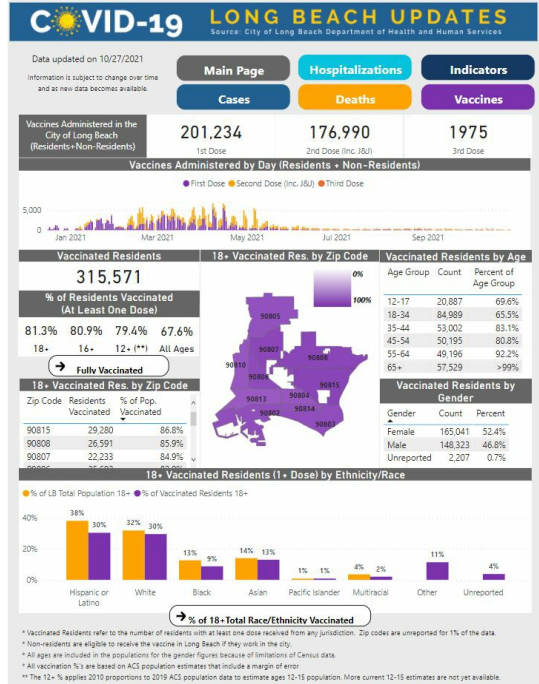 COVID-19
LONG BEACH UPDATES
Source: City of Long Beach Department of Health and Human Services
Data updated on 10/27/2021
Information is subject to change over time
and as new data becomes available.
Main Page
Hospitalizations
Indicators
Cases
Deaths
Vaccines
Vaccines Administered in the
City of Long Beach
(Residents+Non-Residents)
201,234
1st Dose
176,990
2nd Dose (Inc. J&J)
1975
3rd Dose
Vaccines Administered by Day (Residents + Non-Residents)
First Dose Second Dose (Inc. J&J) Third Dose
5,000
0
Jan 2021 Mar 2021 May 2021 Jul 2021 Sep 2021
Vaccinated Residents
315,571
% of Residents Vaccinated
(At Least One Dose)
81.3% 80.9% 79.4% 67.6%
18+ 16+ 12+ (**) All Ages
Fully Vaccinated
18+ Vaccinated Res. by Zip Code
Zip Code Residents Vaccinated % of Pop. Vaccinated
90815 29,280 86.8%
90808 26,591 85.9%
90807 22,233 84.9%
18+ Vaccinated Res. by Zip Code
0%
100%
90805
90807
90808
90810
90806
90815
90813
90804
90802
90814
90803
Vaccinated Residents by Age
Age Group Count Percent of Age Group
12-17 20,887 69.6%
18-34 84,989 65.5%
35-44 53,002 83.1%
45-54 50,195 80.8%
55-64 49,196 92.2%
65+ 57,529 >99%
Vaccinated Residents by
Gender
Gender Count Percent
Female 165,041 52.4%
Male 148,323 46.8%
Unreported 2,207 0.7%
18+ Vaccinated Residents (1+ Dose) by Ethnicity/Race
% of LB Total Population 18+ % of Vaccinated Residents 18+
40%
20%
0%
38% 30% 32% 30% 13% 9% 14% 13% 1% 1% 4% 2% 11% 4%
Hispanic or Latino White Black Asian Pacific Islander Multiracial Other Unreported
% of 18+Total Race/Ethnicity Vaccinated
* Vaccinated Residents refer to the number of residents with at least one dose received from any jurisdiction. Zip codes are unreported for 1% of the data.
* Non-residents are eligible to receive the vaccine in Long Beach if they work in the city.
* All ages are included in the populations for the gender figures because of limitations of Census data.
* All vaccination %'s are based on ACS population estimates that include a margin of error
** The 12+ % applies 2010 proportions to 2019 ACS population data to estimate ages 12-15 population. More current 12-15 estimates are not yet available.